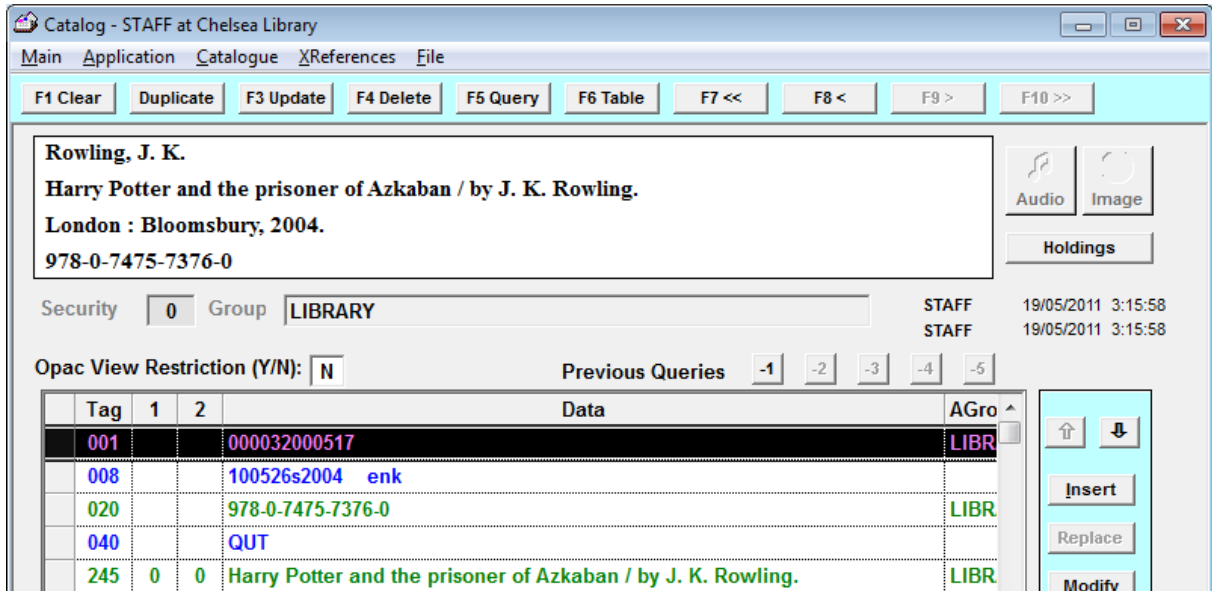 Catalog - STAFF at Chelsea Library
Main Application Catalogue XReferences File
F1 Clear Duplicate F3 Update F4 Delete F5 Query F6 Table F7 << F8 < F9 > F10 >>
Rowling, J. K.
Harry Potter and the prisoner of Azkaban / by J. K. Rowling.
London : Bloomsbury, 2004.
978-0-7475-7376-0
Audio Image
Holdings
Security 0 Group LIBRARY STAFF 19/05/2011 3:15:58
STAFF 19/05/2011 3:15:58
Opac View Restriction (Y/N): N Previous Queries -1 -2 -3 -4 -5
Tag 1 2 Data AGro
001 000032000517 LIBR
008 100526s2004 enk
020 978-0-7475-7376-0 LIBR
040 QUT
245 0 0 Harry Potter and the prisoner of Azkaban / by J. K. Rowling. LIBR
Insert
Replace
Modify